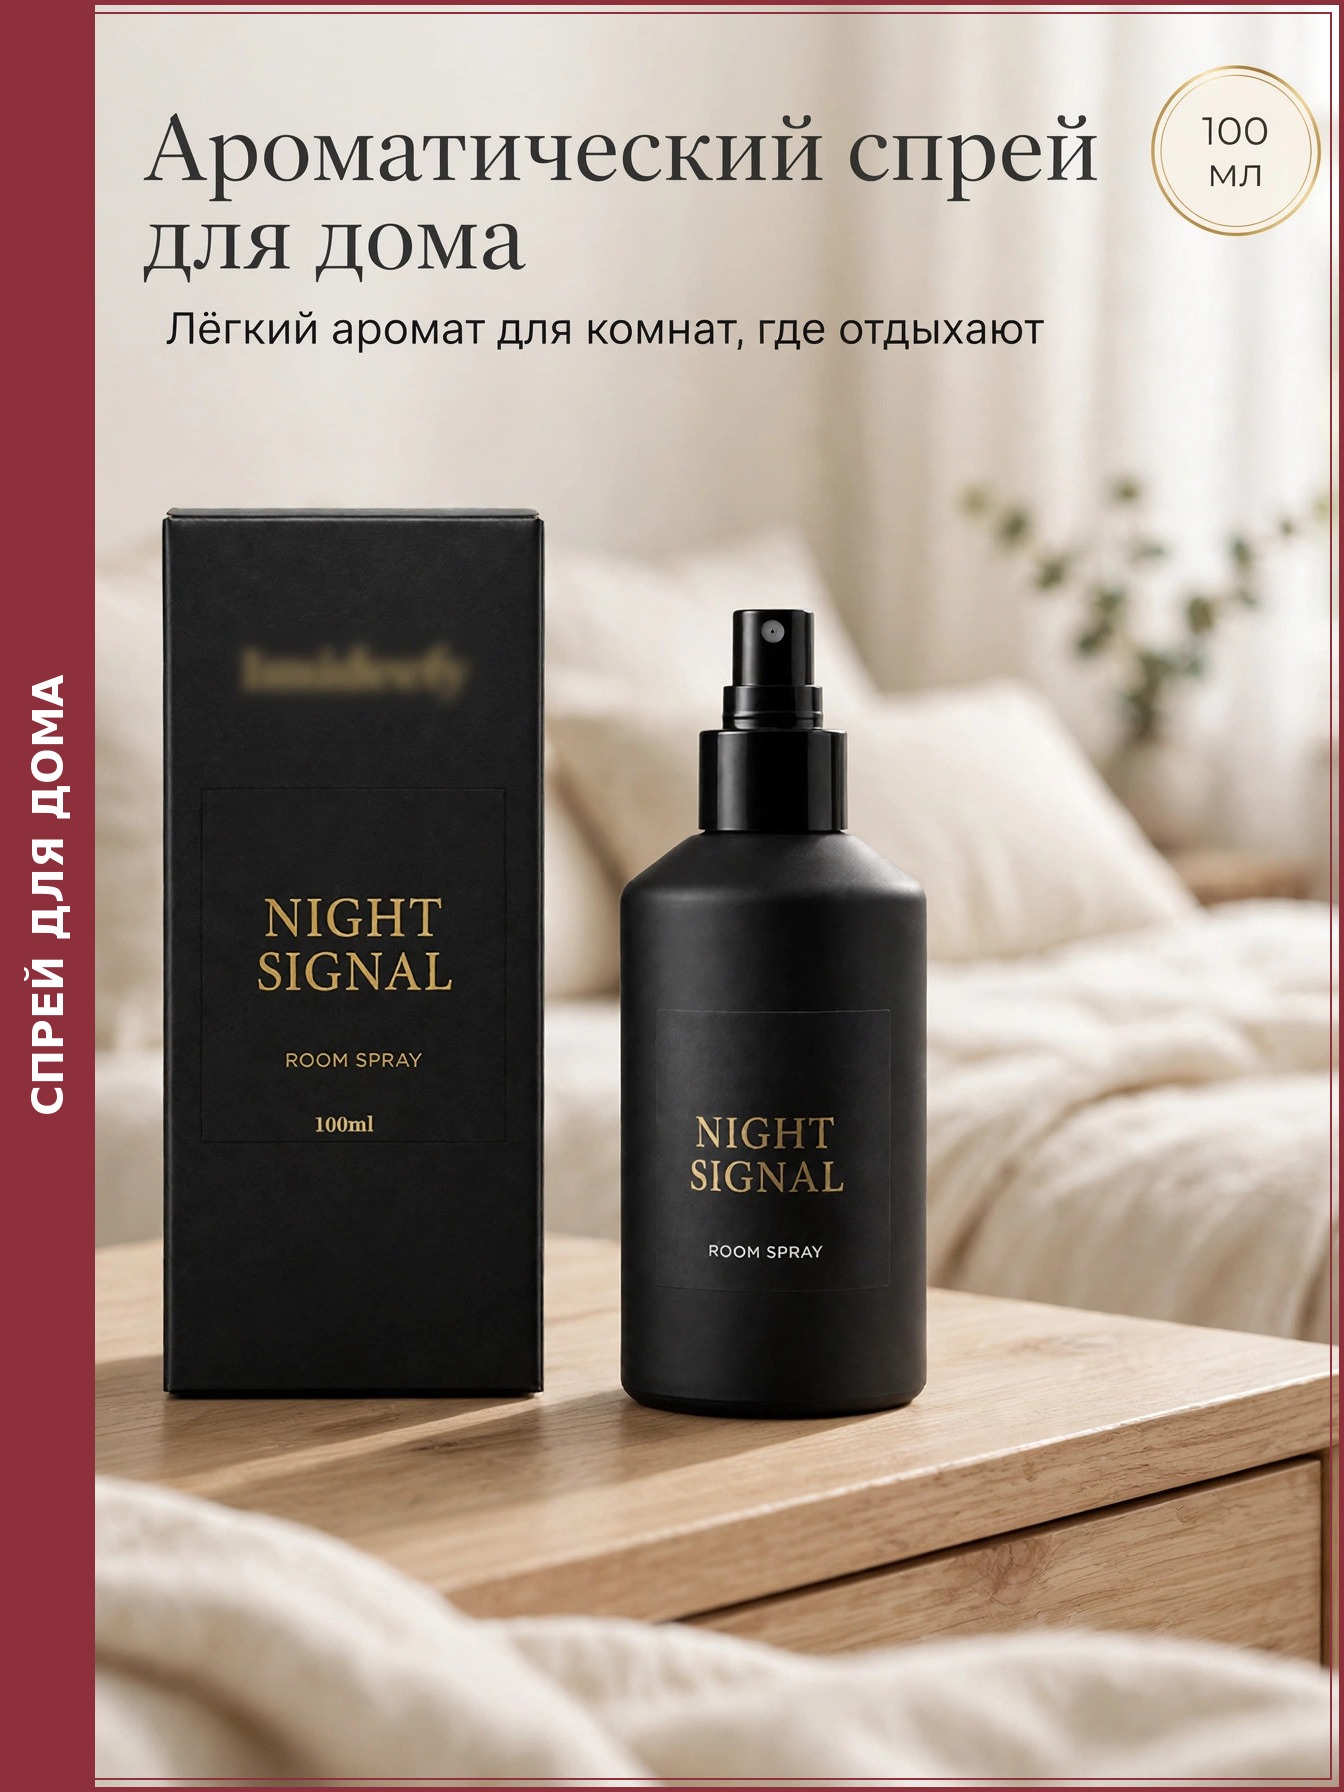 Ароматический спрей
для дома
Лёгкий аромат для комнат, где отдыхают
100
мл
СПРЕЙ ДЛЯ ДОМА
NIGHT
SIGNAL
ROOM SPRAY
100ml
NIGHT
SIGNAL
ROOM SPRAY